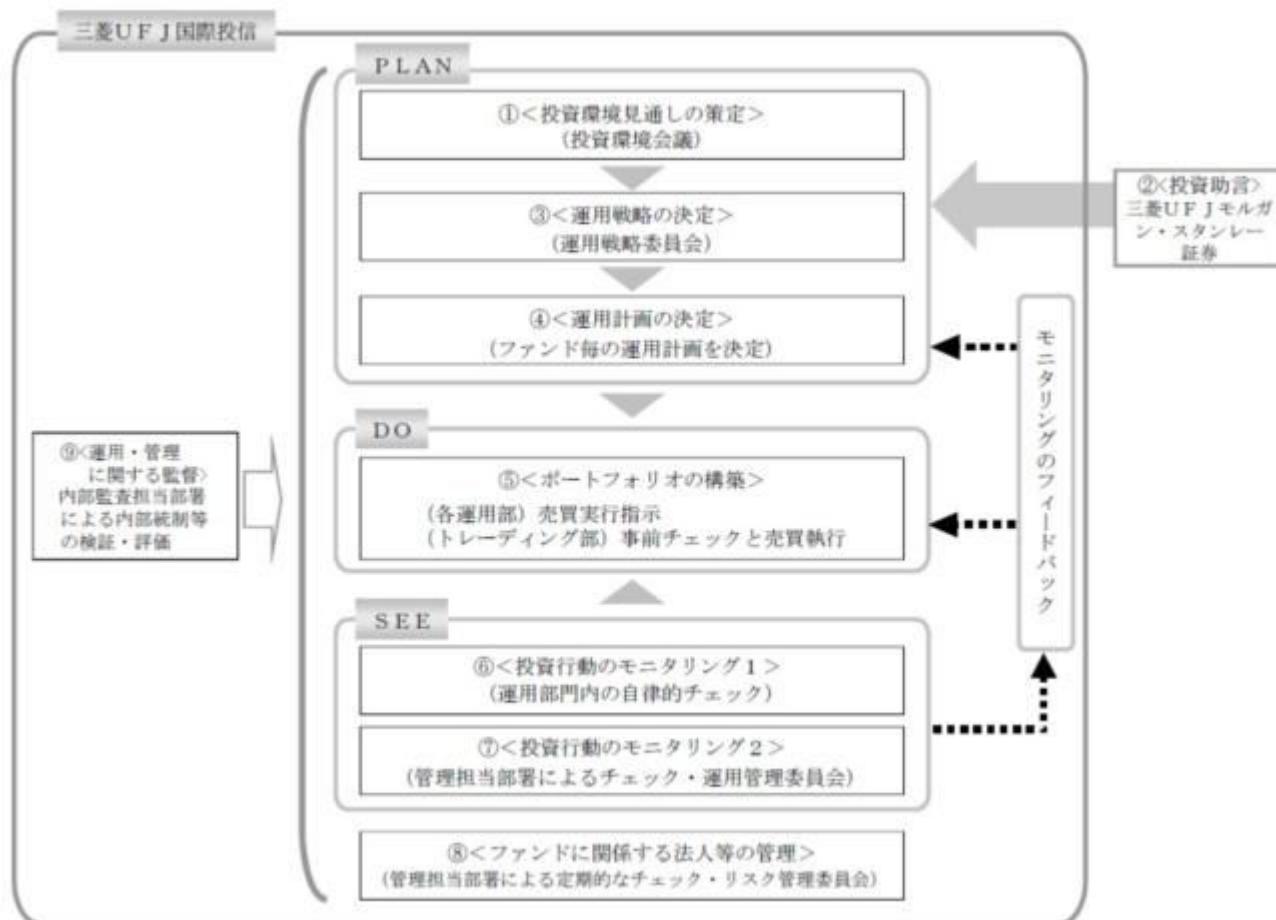 三菱UFJ国際投信
PLAN
①<投資環境見通しの策定>
(投資環境会議)
②<投資助言>
三菱UFJモルガ
ン・スタンレー
証券
③<運用戦略の決定>
(運用戦略委員会)
④<運用計画の決定>
(ファンド毎の運用計画を決定)
DO
⑤<ポートフォリオの構築>
(各運用部)売買実行指示
(トレーディング部)事前チェックと売買執行
SEE
⑥<投資行動のモニタリング1>
(運用部門内の自律的チェック)
⑦<投資行動のモニタリング2>
(管理担当部署によるチェック・運用管理委員会)
⑧<ファンドに関係する法人等の管理>
(管理担当部署による定期的なチェック・リスク管理委員会)
⑨<運用・管理
に関する監督>
内部監査担当部署
による内部統制等
の検証・評価
モニタリングのフィードバック